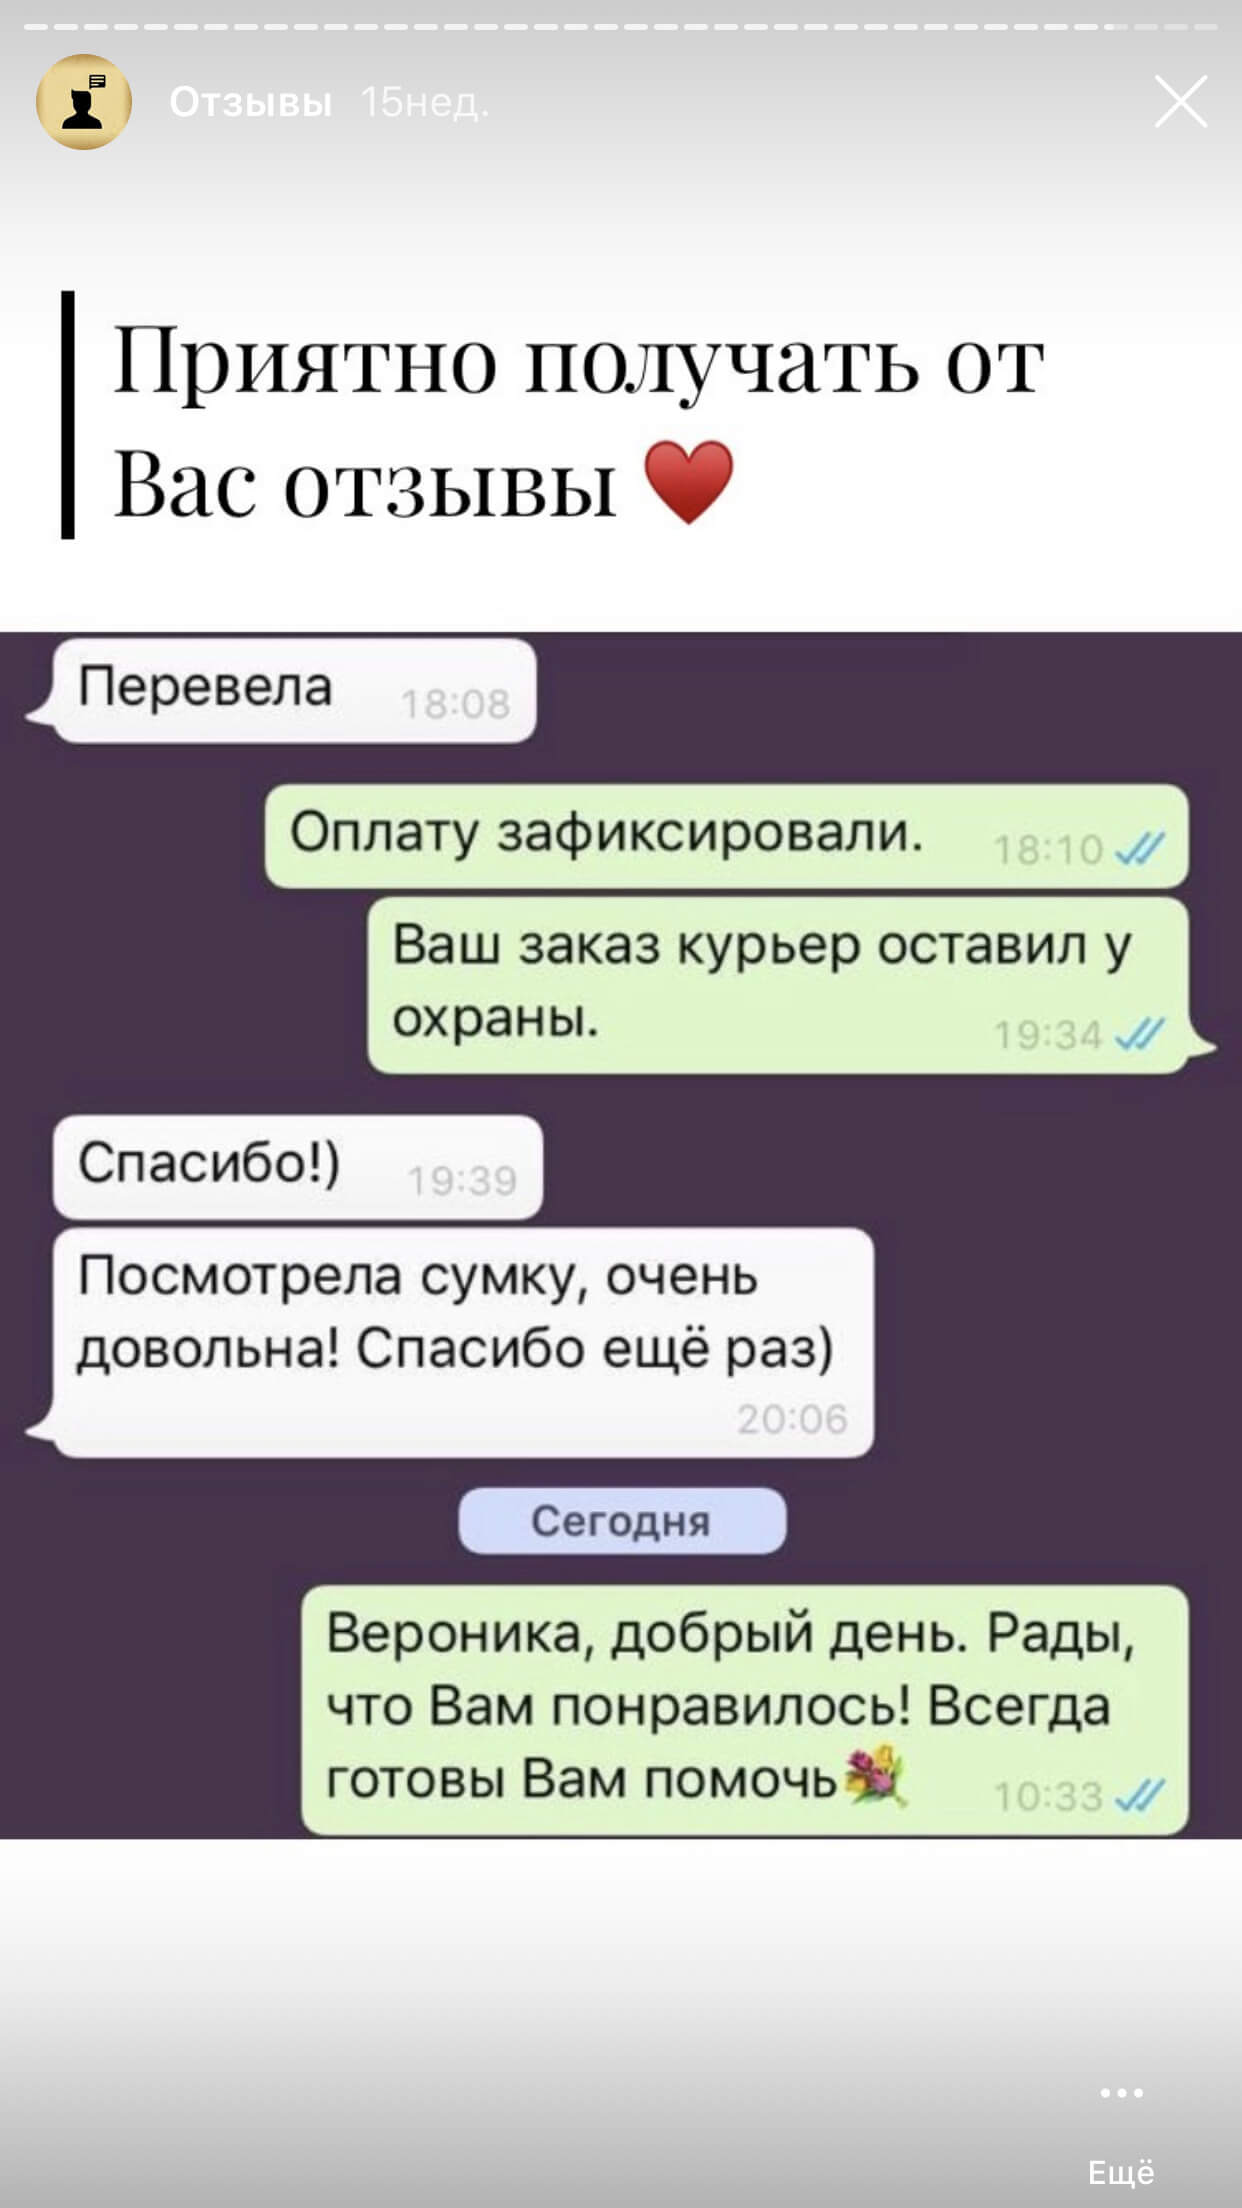 Отзывы 15нед.
Приятно получать от
Вас отзывы ❤️
Перевела 18:08
Оплату зафиксировали. 18:10
Ваш заказ курьер оставил у
охраны. 19:34
Спасибо!) 19:39
Посмотрела сумку, очень
довольна! Спасибо ещё раз)
20:06
Сегодня
Вероника, добрый день. Рады,
что Вам понравилось! Всегда
готовы Вам помочь💐 10:33
Ещё